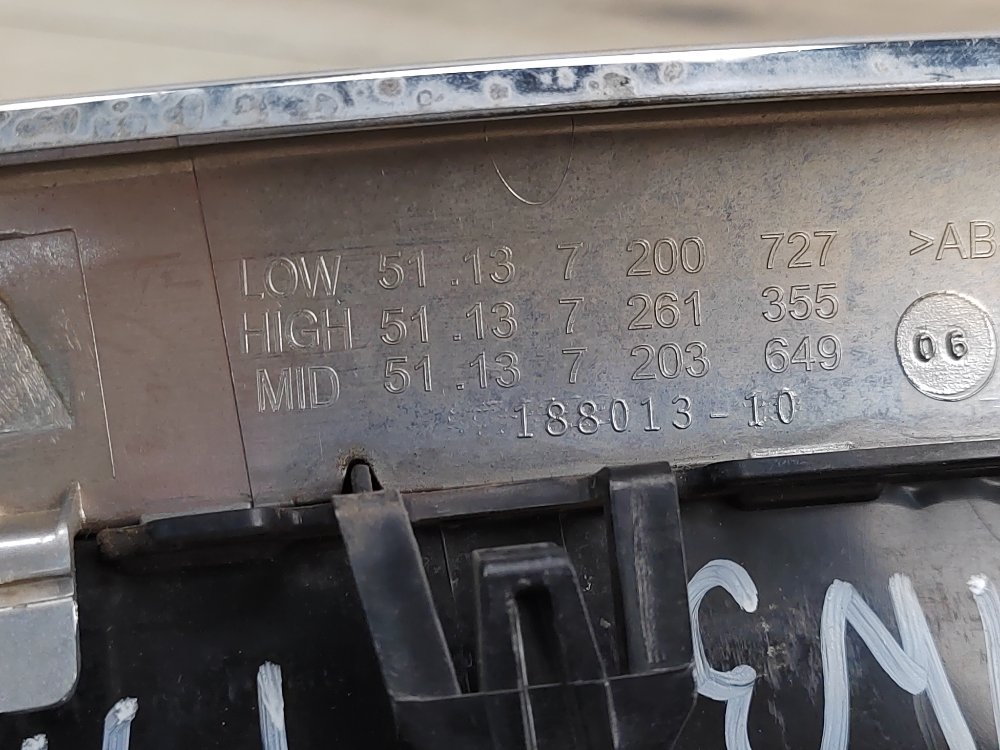 LOW 51.13 7 200 727 >AB
HIGH 51.13 7 261 355
MID 51.13 7 203 649
06
188013-10